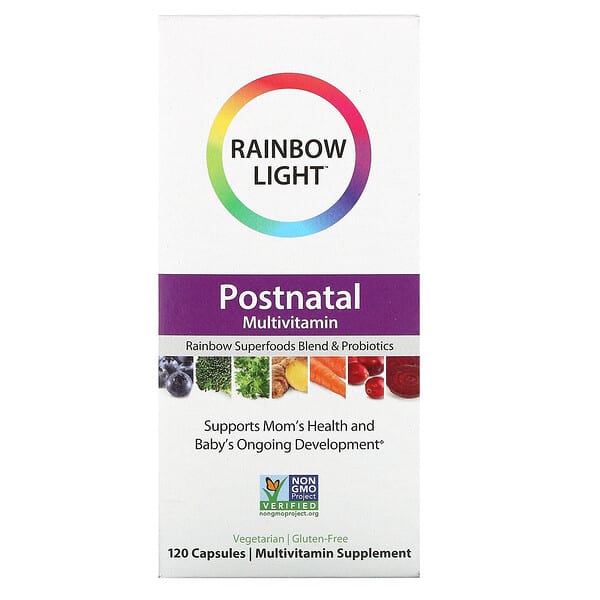 RAINBOW
LIGHT™
Postnatal
Multivitamin
Rainbow Superfoods Blend & Probiotics
Supports Mom's Health and
Baby's Ongoing Development◊
NON
GMO
Project
VERIFIED
nongmoproject.org
Vegetarian | Gluten-Free
120 Capsules | Multivitamin Supplement